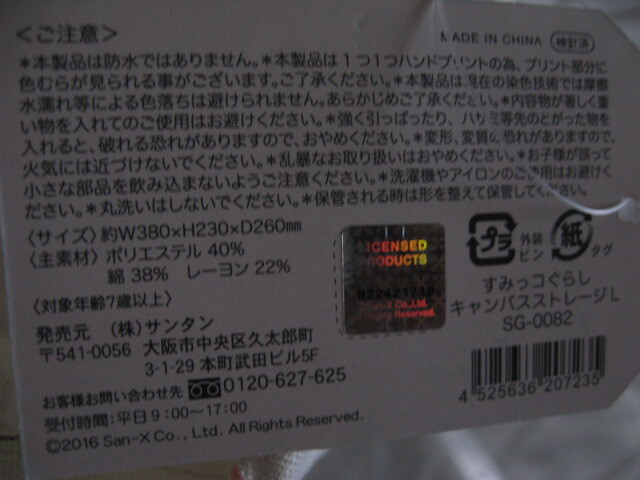 ＜ご注意＞
MADE IN CHINA 検針済
＊本製品は防水ではありません。＊本製品は１つ１つハンドプリントの為、プリント部分に
色むらが見られる事がございます。ご了承ください。＊本製品は現在の染色技術では摩擦
水濡れ等による色落ちは避けられません。あらかじめご了承ください。＊内容物が著しく重
い物を入れてのご使用はお避けください。＊強く引っぱったり、ハサミ等先のとがった物を
入れると、破れる恐れがありますので、おやめください。＊変形、変質の恐れがありますので、
火気には近づけないでください。＊乱暴なお取り扱いはおやめください。＊お子様が誤って
小さな部品を飲み込まないようご注意ください。＊洗濯機やアイロンのご使用はお避けく
ださい。＊丸洗いはしないでください。＊保管される時は形を整えて保管してください。
〈サイズ〉約W380×H230×D260mm
〈主素材〉ポリエステル 40%
綿 38%　レーヨン 22%
〈対象年齢7歳以上〉
発売元　（株）サンタン
〒541-0056　大阪市中央区久太郎町
3-1-29 本町武田ビル5F
お客様お問い合わせ先 0120-627-625
受付時間：平日9：00〜17：00
©2016 San-X Co., Ltd. All Rights Reserved.
LICENSED
PRODUCTS
822421719
San-X Co.,Ltd.
Rights Reserved.
プラ 外装 ピン 紙 タグ
すみっコぐらし
キャンバスストレージL
SG-0082
4 525636 207235